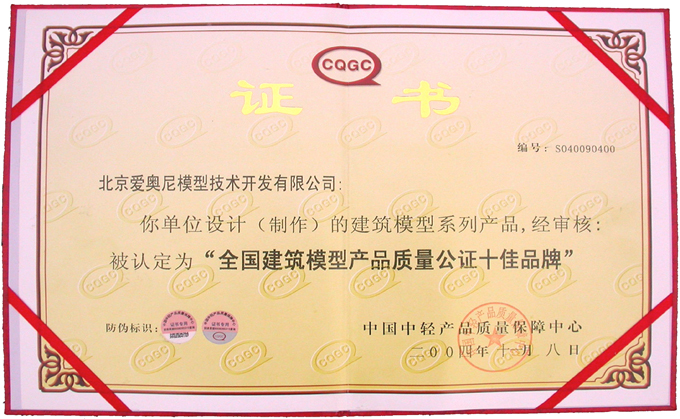 CQGC
证 书
编号: S040090400
北京爱奥尼模型技术开发有限公司:
你单位设计（制作）的建筑模型系列产品,经审核:
被认定为“全国建筑模型产品质量公证十佳品牌”
防伪标识:
中国中轻产品质量保障中心
二00四年十一月八日